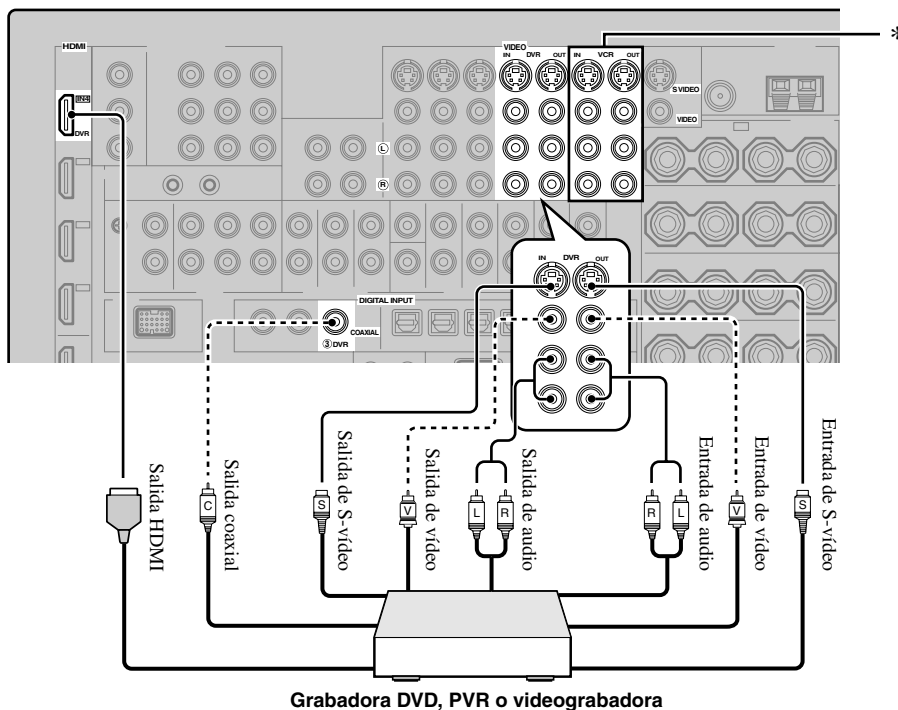 HDMI
VIDEO
IN DVR OUT
IN VCR OUT
*
S VIDEO
VIDEO
IN4
DVR
L
R
IN DVR OUT
DIGITAL INPUT
COAXIAL
③ DVR
Salida HDMI
Salida coaxial
Salida de S-vídeo
Salida de vídeo
Salida de audio
Entrada de audio
Entrada de vídeo
Entrada de S-vídeo
C
S
V
L
R
R
L
V
S
Grabadora DVD, PVR o videograbadora